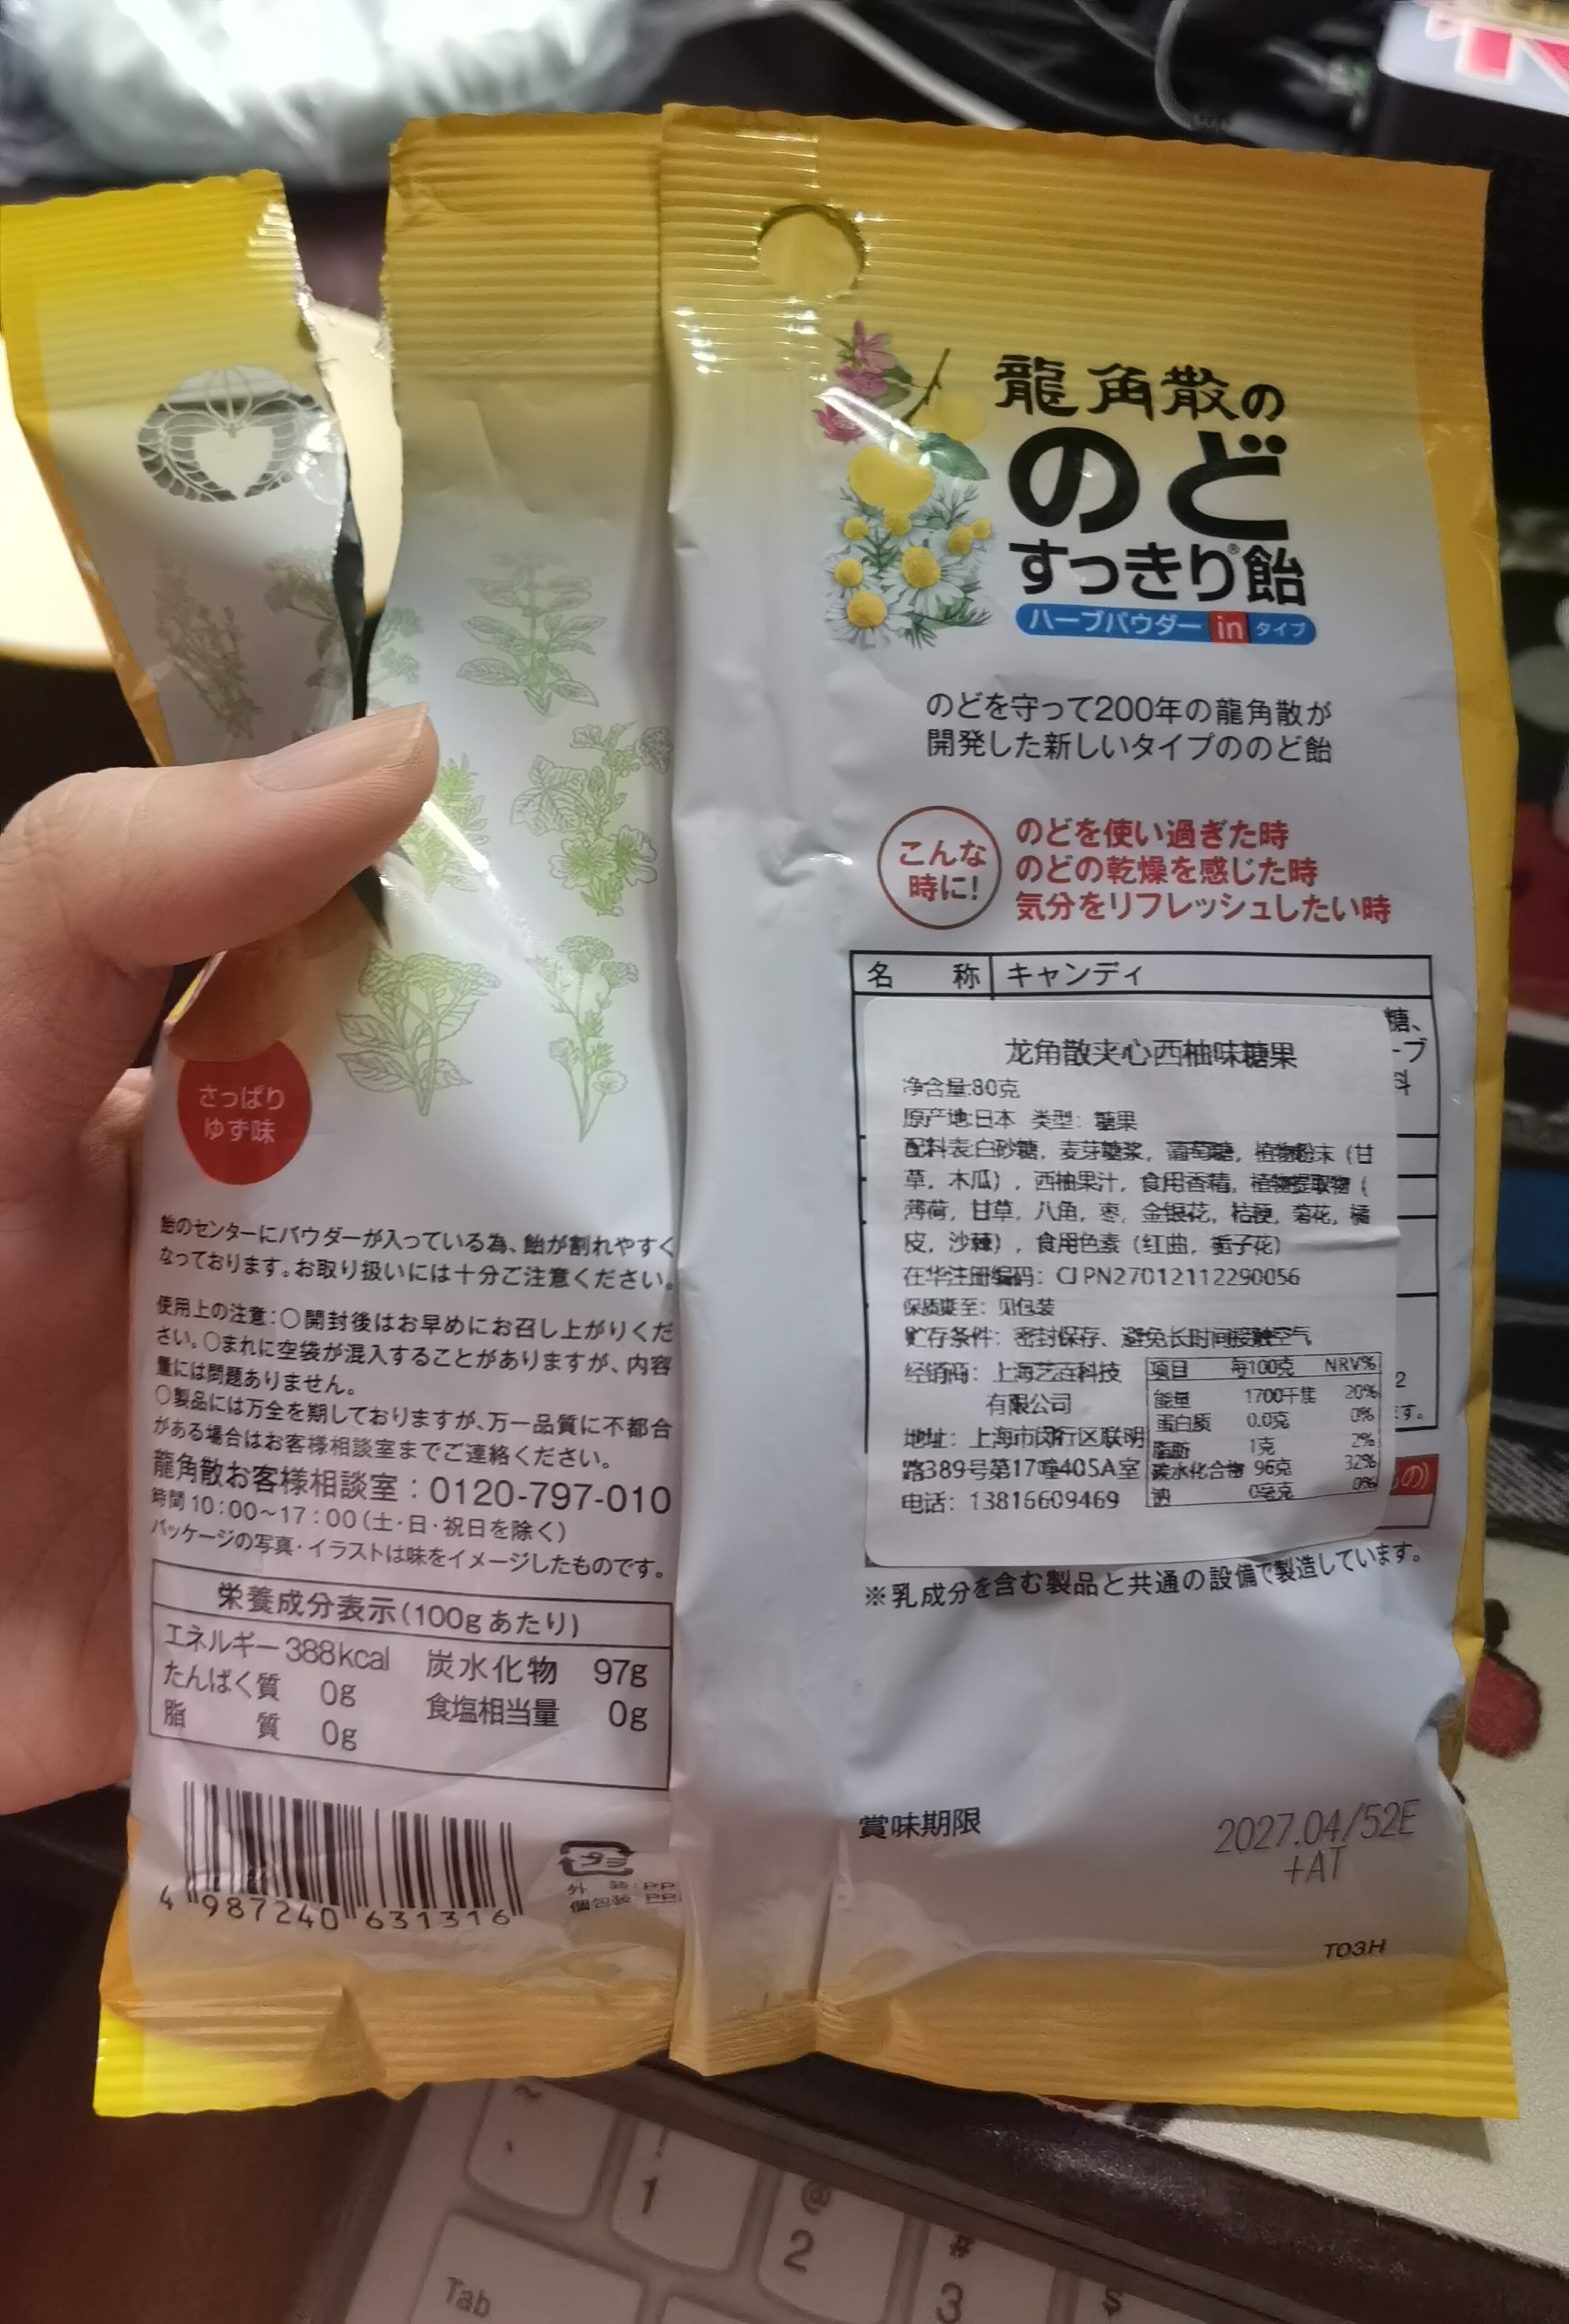 龍角散の
のど
すっきり®飴
ハーブパウダー in タイプ
のどを守って200年の龍角散が
開発した新しいタイプののど飴
こんな
時に!
のどを使い過ぎた時
のどの乾燥を感じた時
気分をリフレッシュしたい時
名 称 キャンディ
糖、
ーブ
料
龙角散夹心西柚味糖果
净含量:80克
原产地:日本 类型：糖果
配料表:白砂糖，麦芽糖浆，葡萄糖，植物粉末（甘
草，木瓜），西柚果汁，食用香精，植物提取物（
薄荷，甘草，八角，枣，金银花，桔梗，菊花，橘
皮，沙棘），食用色素（红曲，栀子花）
在华注册编码：CJPN27012112290056
保质期至：见包装
贮存条件：密封保存、避免长时间接触空气
经销商：上海艺莊科技
有限公司
地址：上海市闵行区联明
路389号第17幢405A室
电话：13816609469
项目 每100克 NRV%
能量 1700千焦 20%
蛋白质 0.0克 0%
脂肪 1克 2%
碳水化合物 96克 32%
钠 0毫克 0%
2
ます。
もの)
※乳成分を含む製品と共通の設備で製造しています。
賞味期限
2027.04/52E
+AT
T03H
さっぱり
ゆず味
飴のセンターにパウダーが入っている為、飴が割れやすく
なっております。お取り扱いには十分ご注意ください。
使用上の注意:○開封後はお早めにお召し上がりくだ
さい。○まれに空袋が混入することがありますが、内容
量には問題ありません。
○製品には万全を期しておりますが、万一品質に不都合
がある場合はお客様相談室までご連絡ください。
龍角散お客様相談室：0120-797-010
時間10:00～17:00(土·日·祝日を除く)
パッケージの写真·イラストは味をイメージしたものです。
栄養成分表示(100gあたり)
エネルギー 388kcal 炭水化物 97g
たんぱく質 0g 食塩相当量 0g
脂 質 0g
4 987240 631316
外 装:PP
個包装:PP
~
!
1
@
2
#
3
$
Tab